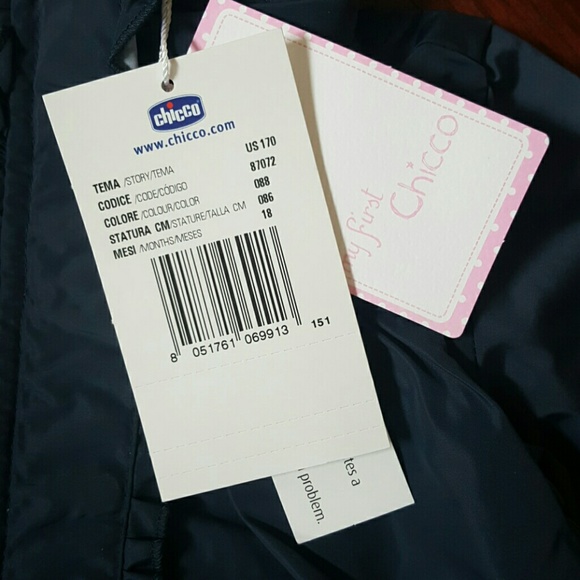 chicco
www.chicco.com
TEMA /STORY/TEMA US 170
CODICE /CODE/CÓDIGO 87072
COLORE /COLOUR/COLOR 088
STATURA CM/STATURE/TALLA CM 086
MESI /MONTHS/MESES 18
8 051761 069913 151
my first
Chicco
tes a
problem.